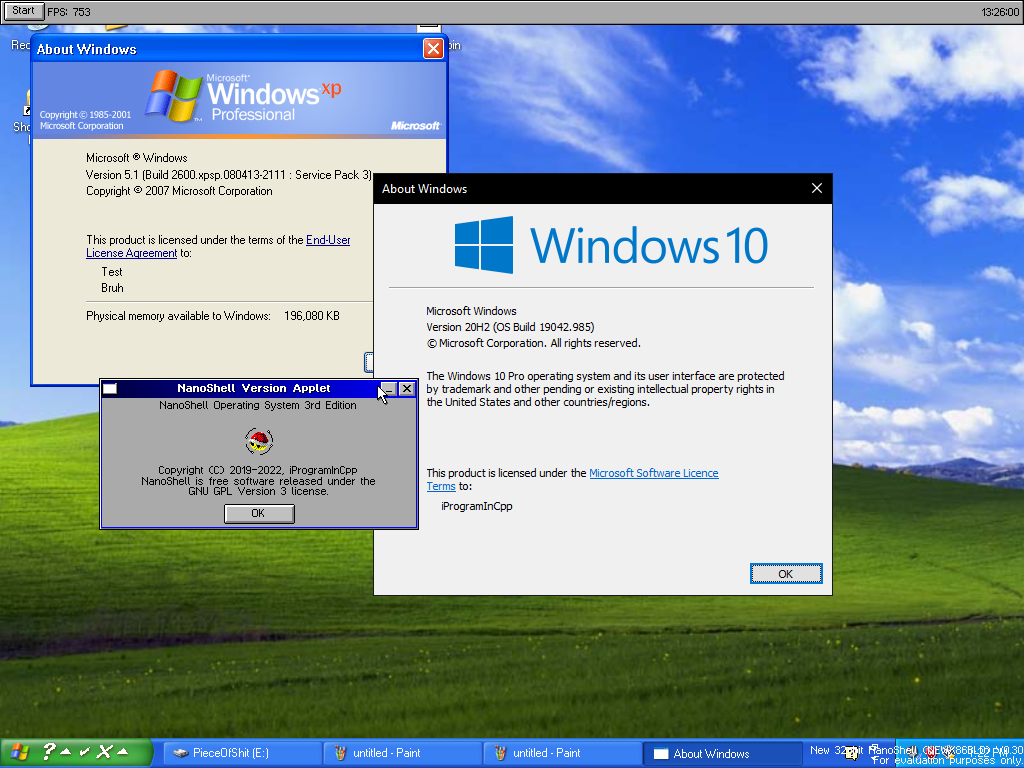 Start FPS: 753 13:26:00
About Windows
Microsoft®
Windows xp
Professional
Copyright © 1985-2001
Microsoft Corporation
Microsoft
Microsoft ® Windows
Version 5.1 (Build 2600.xpsp.080413-2111 : Service Pack 3)
Copyright © 2007 Microsoft Corporation
This product is licensed under the terms of the End-User
License Agreement to:
Test
Bruh
Physical memory available to Windows: 196,080 KB
About Windows
Windows 10
Microsoft Windows
Version 20H2 (OS Build 19042.985)
© Microsoft Corporation. All rights reserved.
The Windows 10 Pro operating system and its user interface are protected
by trademark and other pending or existing intellectual property rights in
the United States and other countries/regions.
This product is licensed under the Microsoft Software Licence
Terms to:
iProgramInCpp
OK
NanoShell Version Applet
NanoShell Operating System 3rd Edition
Copyright (C) 2019-2022, iProgramInCpp
NanoShell is free software released under the
GNU GPL Version 3 license.
OK
PieceOfShit (E:)
untitled - Paint
untitled - Paint
About Windows
New NanoShell
For evaluation purposes only.